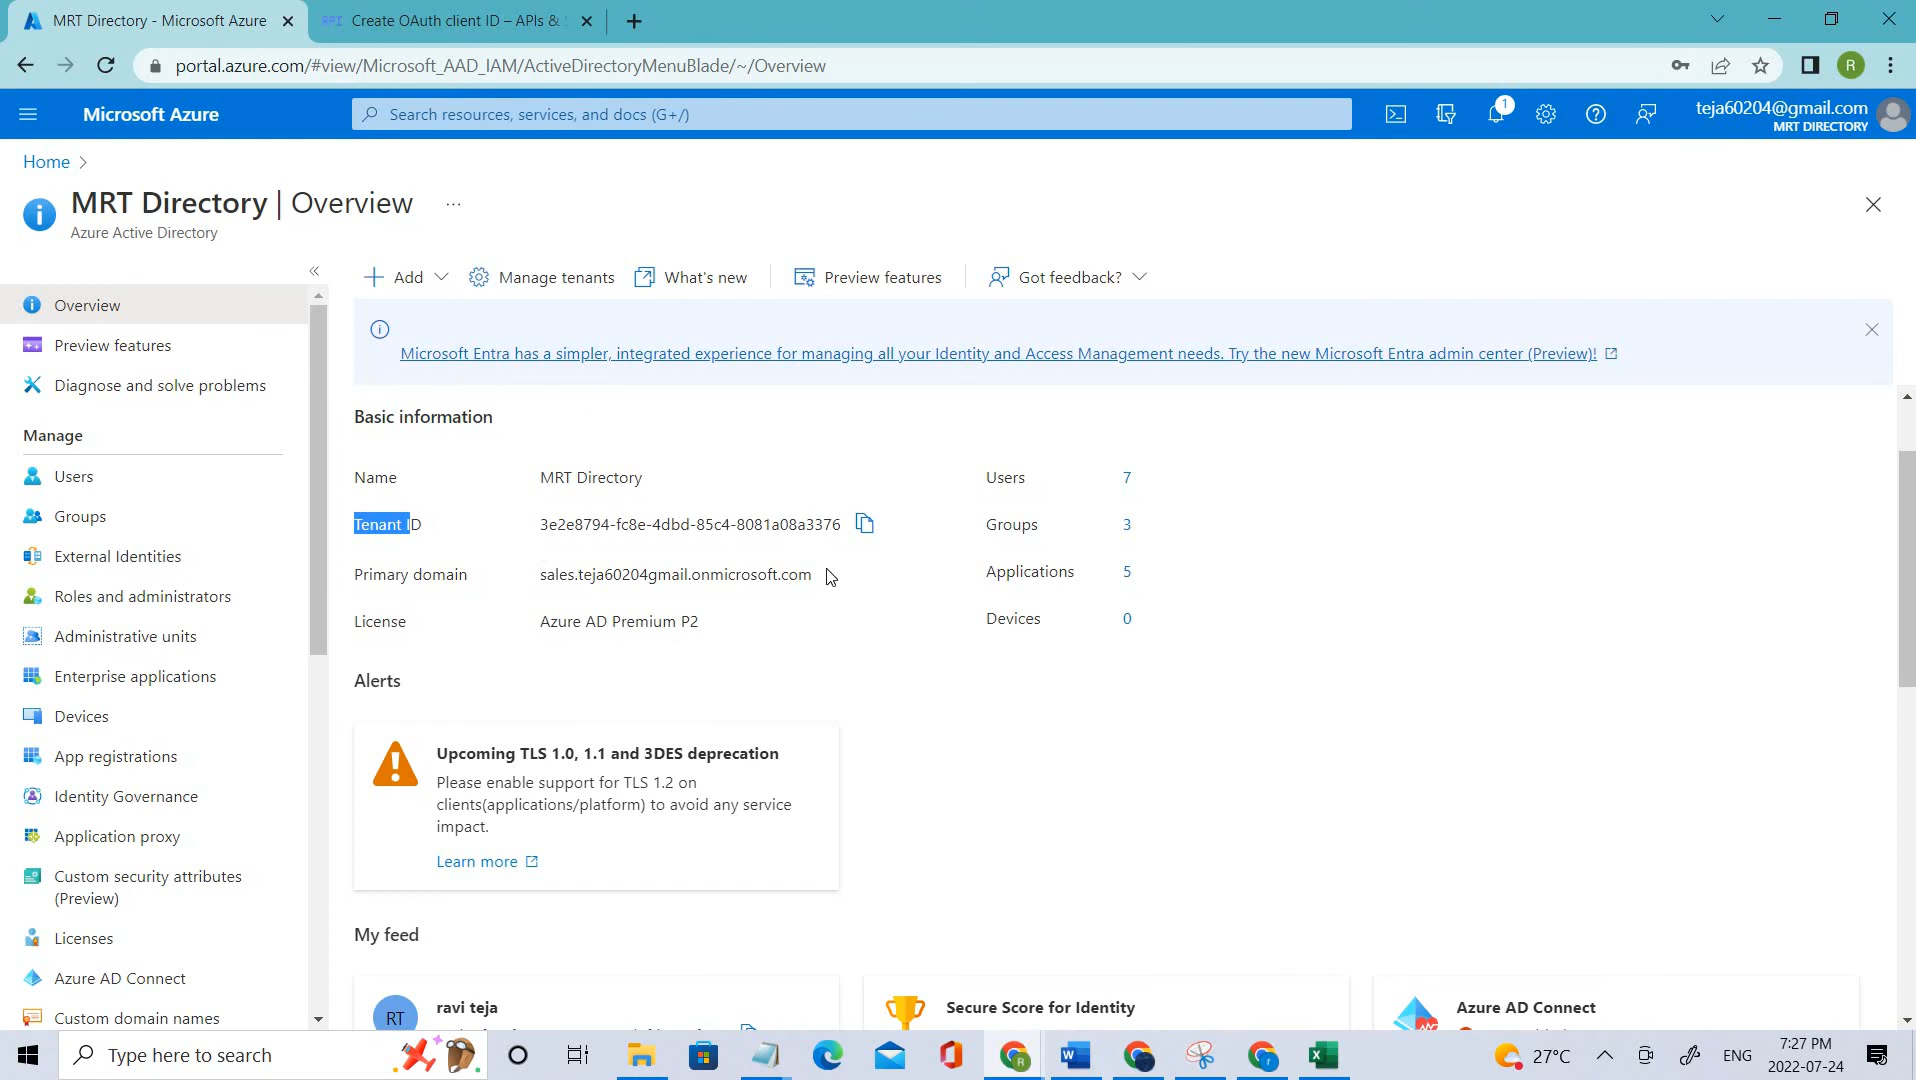 MRT Directory - Microsoft Azure
Create OAuth client ID – APIs &
portal.azure.com/#view/Microsoft_AAD_IAM/ActiveDirectoryMenuBlade/~/Overview
R
Microsoft Azure
Search resources, services, and docs (G+/)
1
teja60204@gmail.com
MRT DIRECTORY
Home
MRT Directory | Overview
...
Azure Active Directory
Add
Manage tenants
What's new
Preview features
Got feedback?
Microsoft Entra has a simpler, integrated experience for managing all your Identity and Access Management needs. Try the new Microsoft Entra admin center (Preview)!
Overview
Preview features
Diagnose and solve problems
Manage
Users
Groups
External Identities
Roles and administrators
Administrative units
Enterprise applications
Devices
App registrations
Identity Governance
Application proxy
Custom security attributes
(Preview)
Licenses
Azure AD Connect
Custom domain names
Basic information
Name MRT Directory Users 7
Tenant ID 3e2e8794-fc8e-4dbd-85c4-8081a08a3376 Groups 3
Primary domain sales.teja60204gmail.onmicrosoft.com Applications 5
License Azure AD Premium P2 Devices 0
Alerts
Upcoming TLS 1.0, 1.1 and 3DES deprecation
Please enable support for TLS 1.2 on
clients(applications/platform) to avoid any service
impact.
Learn more
My feed
RT
ravi teja
Secure Score for Identity
Azure AD Connect
Type here to search
27°C
ENG
7:27 PM
2022-07-24